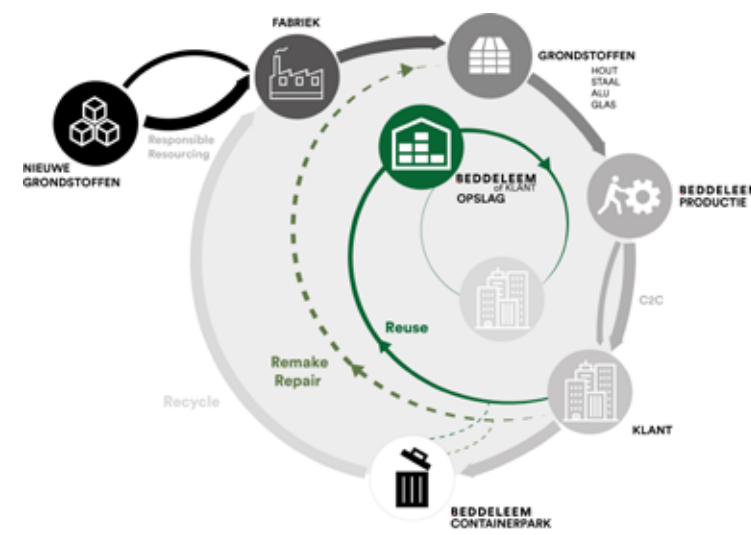 FABRIEK
GRONDSTOFFEN
HOUT
STAAL
ALU
GLAS
Responsible
Resourcing
NIEUWE
GRONDSTOFFEN
BEDDELEEM
of KLANT
OPSLAG
BEDDELEEM
PRODUCTIE
C2C
Reuse
Remake
Repair
Recycle
KLANT
BEDDELEEM
CONTAINERPARK